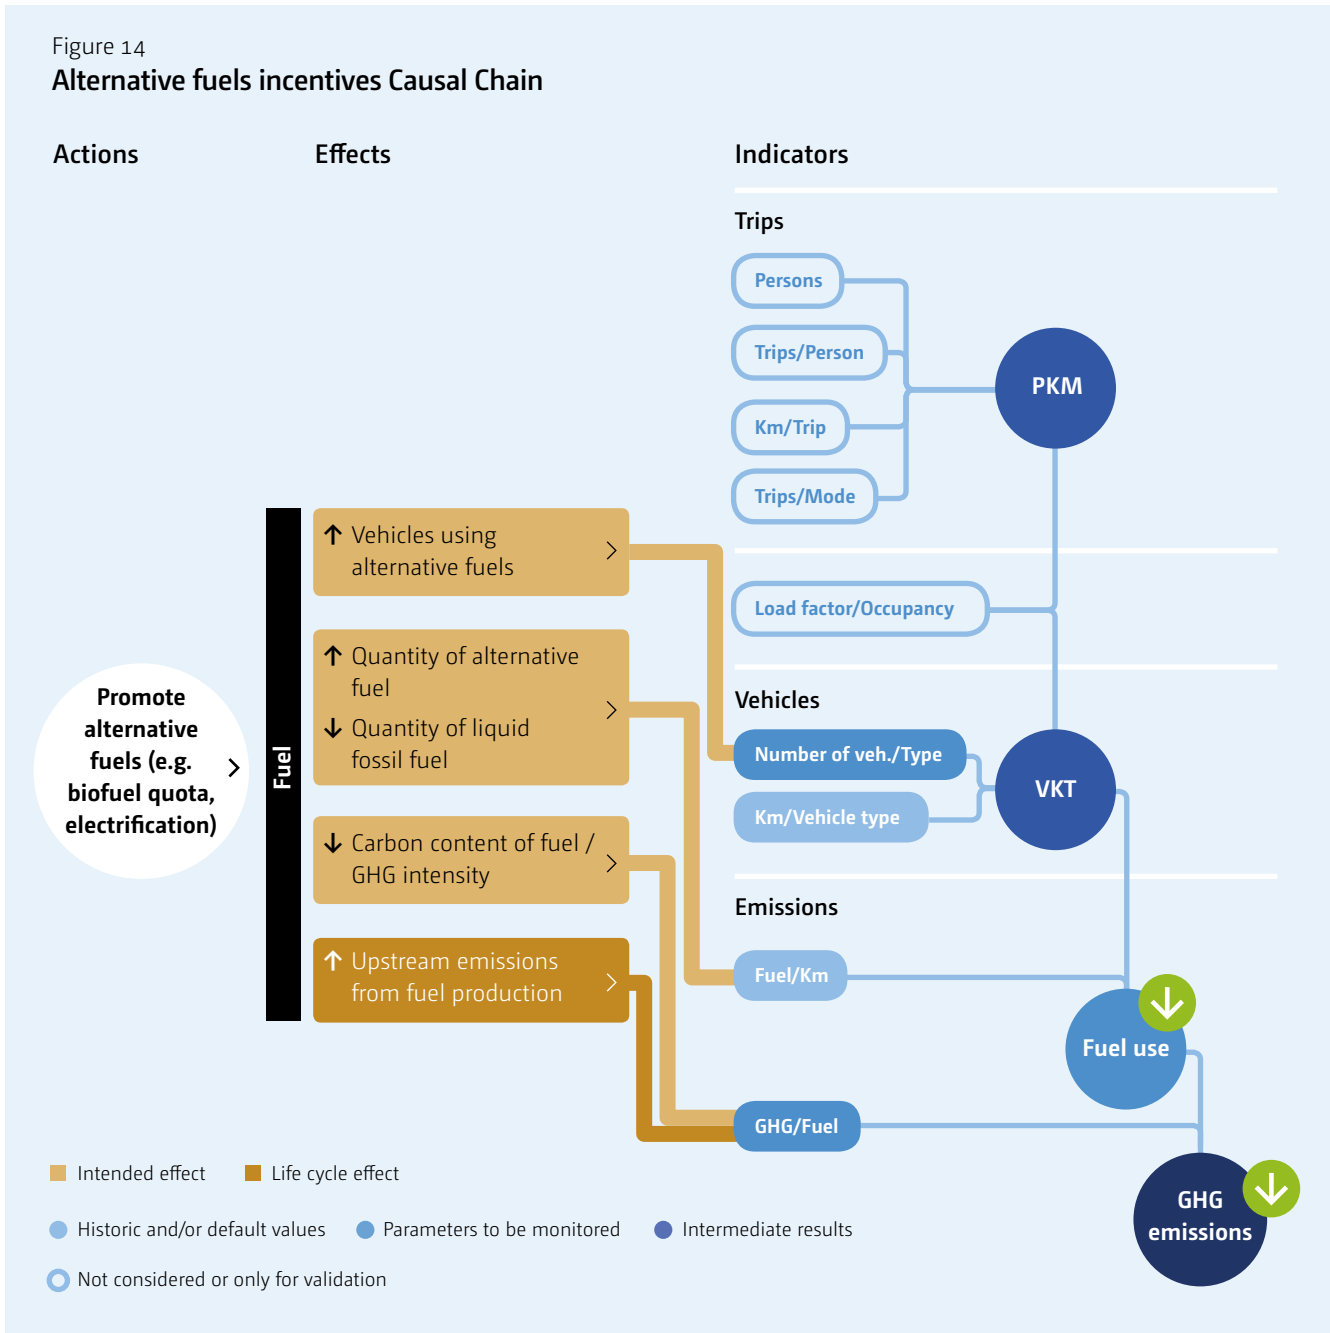 Figure 14
Alternative fuels incentives Causal Chain
Actions
Effects
Indicators
Trips
Persons
Trips/Person
Km/Trip
Trips/Mode
PKM
Load factor/Occupancy
Vehicles
Number of veh./Type
Km/Vehicle type
VKT
Emissions
Fuel/Km
Fuel use
GHG/Fuel
GHG
emissions
Promote
alternative
fuels (e.g.
biofuel quota,
electrification)
Fuel
↑ Vehicles using
alternative fuels
↑ Quantity of alternative
fuel
↓ Quantity of liquid
fossil fuel
↓ Carbon content of fuel /
GHG intensity
↑ Upstream emissions
from fuel production
Intended effect
Life cycle effect
Historic and/or default values
Parameters to be monitored
Intermediate results
Not considered or only for validation